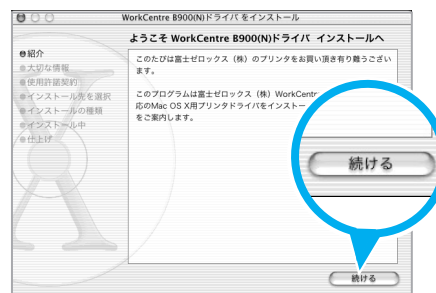 WorkCentre B900(N)ドライバ をインストール
ようこそ WorkCentre B900(N)ドライバ インストールへ
紹介
大切な情報
使用許諾契約
インストール先を選択
インストールの種類
インストール中
仕上げ
このたびは富士ゼロックス（株）のプリンタをお買い頂き有り難うござい
ます。
このプログラムは富士ゼロックス（株）WorkCentr
応のMac OS X用プリンタドライバをインストー
をご案内します。
続ける
続ける